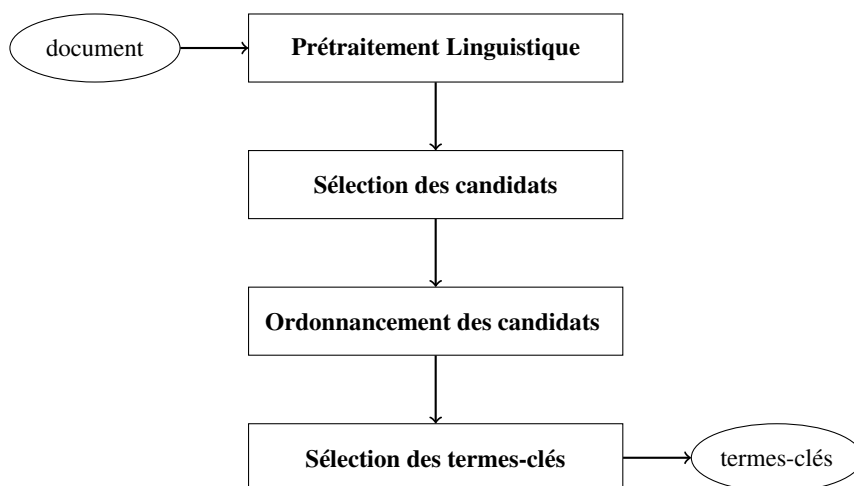 document
Prétraitement Linguistique
Sélection des candidats
Ordonnancement des candidats
Sélection des termes-clés
termes-clés